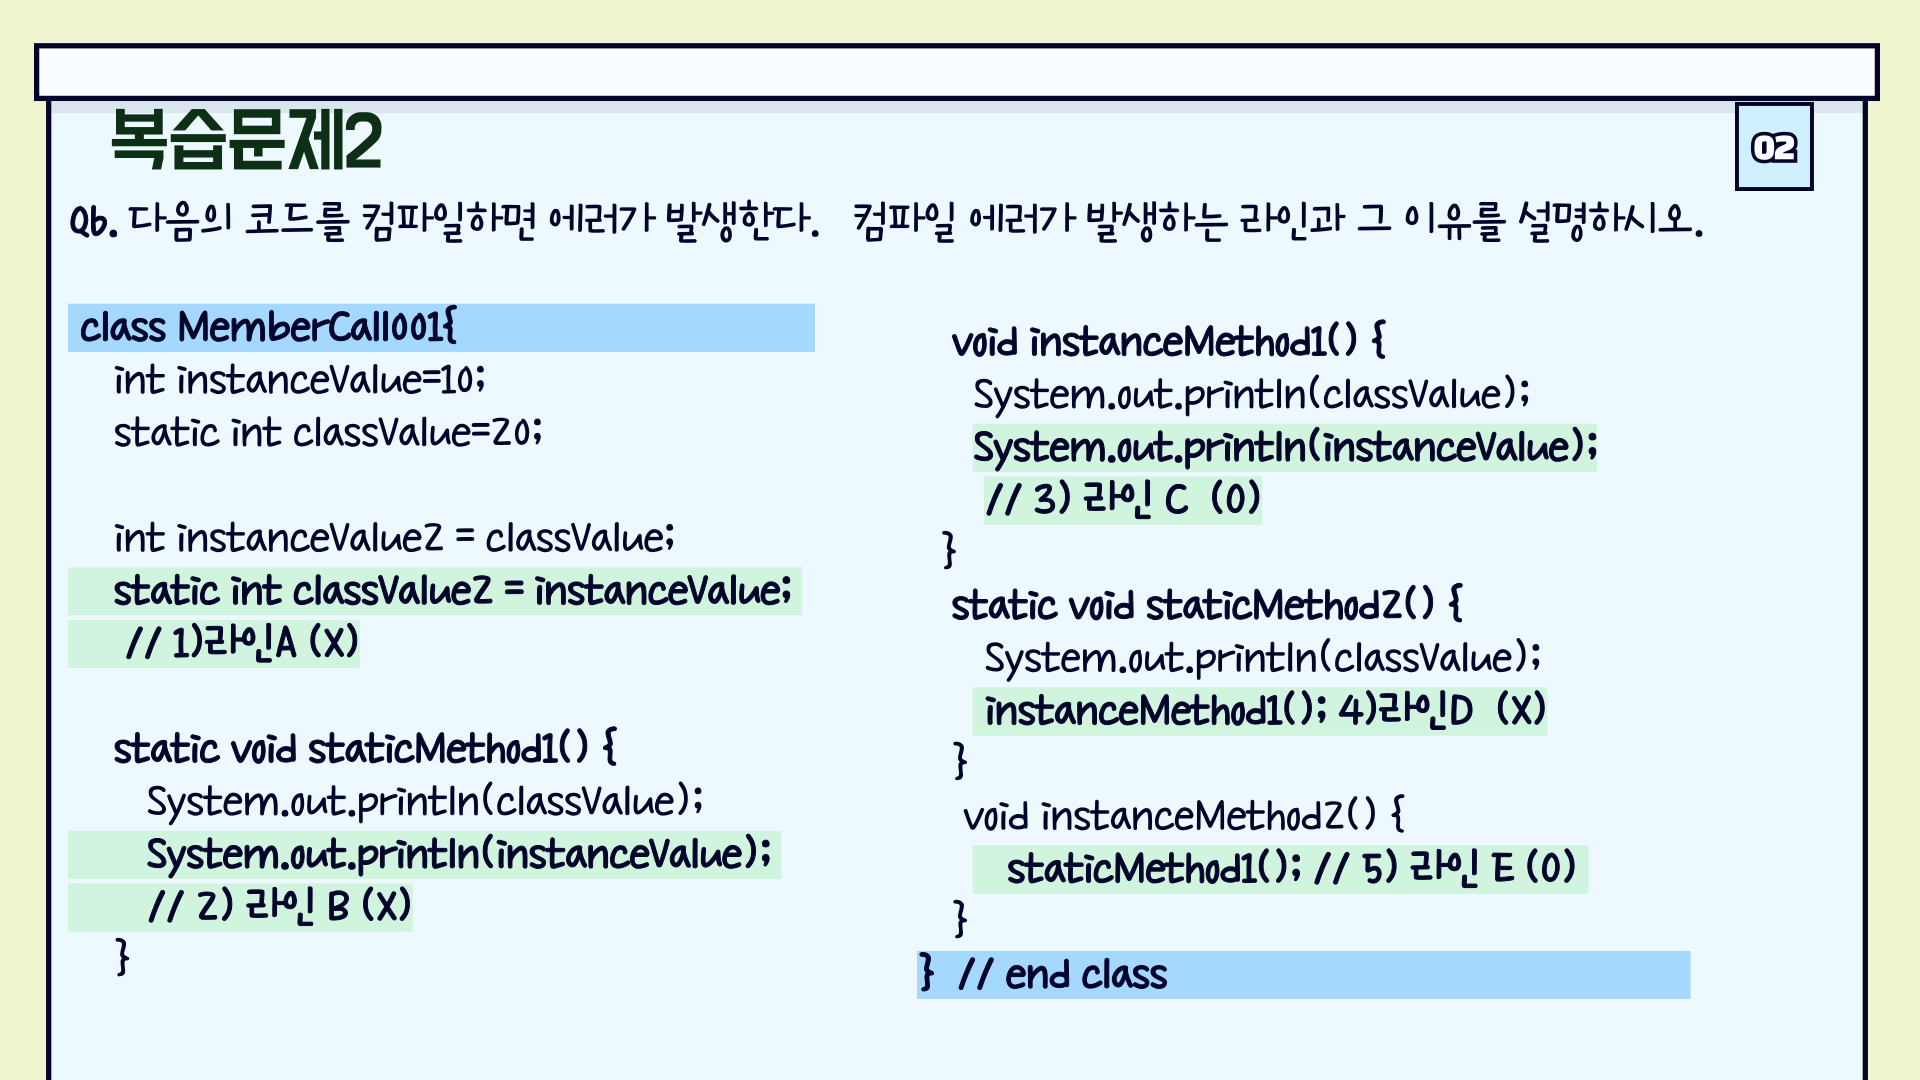 복습문제2
02
Qb. 다음의 코드를 컴파일하면 에러가 발생한다. 컴파일 에러가 발생하는 라인과 그 이유를 설명하시오.
class MemberCall001{
int instanceValue=10;
static int classValue=20;
int instanceValue2 = classValue;
static int classValue2 = instanceValue;
// 1)라인A (X)
static void staticMethod1() {
System.out.println(classValue);
System.out.println(instanceValue);
// 2) 라인 B (X)
}
void instanceMethod1() {
System.out.println(classValue);
System.out.println(instanceValue);
// 3) 라인 C (O)
}
static void staticMethod2() {
System.out.println(classValue);
instanceMethod1(); 4)라인D (X)
}
void instanceMethod2() {
staticMethod1(); // 5) 라인 E (O)
}
} // end class